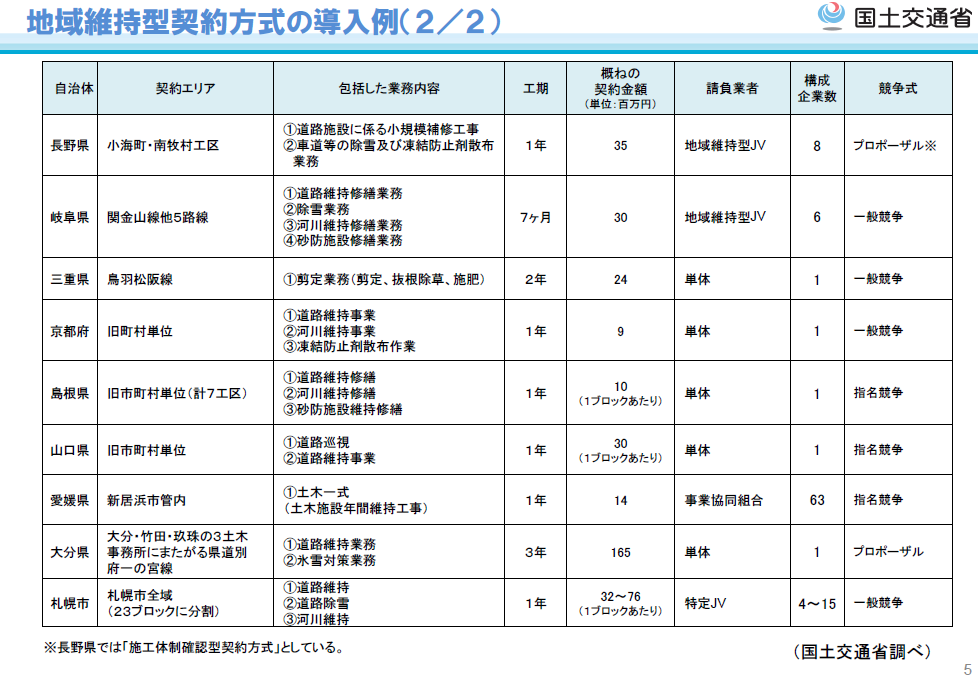 地域維持型契約方式の導入例（２／２）
国土交通省
自治体
契約エリア
包括した業務内容
工期
概ねの
契約金額
（単位：百万円）
請負業者
構成
企業数
競争式
長野県
小海町・南牧村工区
①道路施設に係る小規模補修工事
②車道等の除雪及び凍結防止剤散布
業務
１年
35
地域維持型JV
8
プロポーザル※
岐阜県
関金山線他５路線
①道路維持修繕業務
②除雪業務
③河川維持修繕業務
④砂防施設修繕業務
７ヶ月
30
地域維持型JV
6
一般競争
三重県
鳥羽松阪線
①剪定業務（剪定、抜根除草、施肥）
２年
24
単体
1
一般競争
京都府
旧町村単位
①道路維持事業
②河川維持事業
③凍結防止剤散布作業
１年
9
単体
1
一般競争
島根県
旧市町村単位（計７工区）
①道路維持修繕
②河川維持修繕
③砂防施設維持修繕
１年
10
（１ブロックあたり）
単体
1
指名競争
山口県
旧市町村単位
①道路巡視
②道路維持事業
１年
30
（１ブロックあたり）
単体
1
指名競争
愛媛県
新居浜市管内
①土木一式
（土木施設年間維持工事）
１年
14
事業協同組合
63
指名競争
大分県
大分・竹田・玖珠の３土木
事務所にまたがる県道別
府一の宮線
①道路維持業務
②氷雪対策業務
３年
165
単体
1
プロポーザル
札幌市
札幌市全域
（２３ブロックに分割）
①道路維持
②道路除雪
③河川維持
１年
32～76
（１ブロックあたり）
特定JV
4～15
一般競争
※長野県では「施工体制確認型契約方式」としている。
（国土交通省調べ）
5